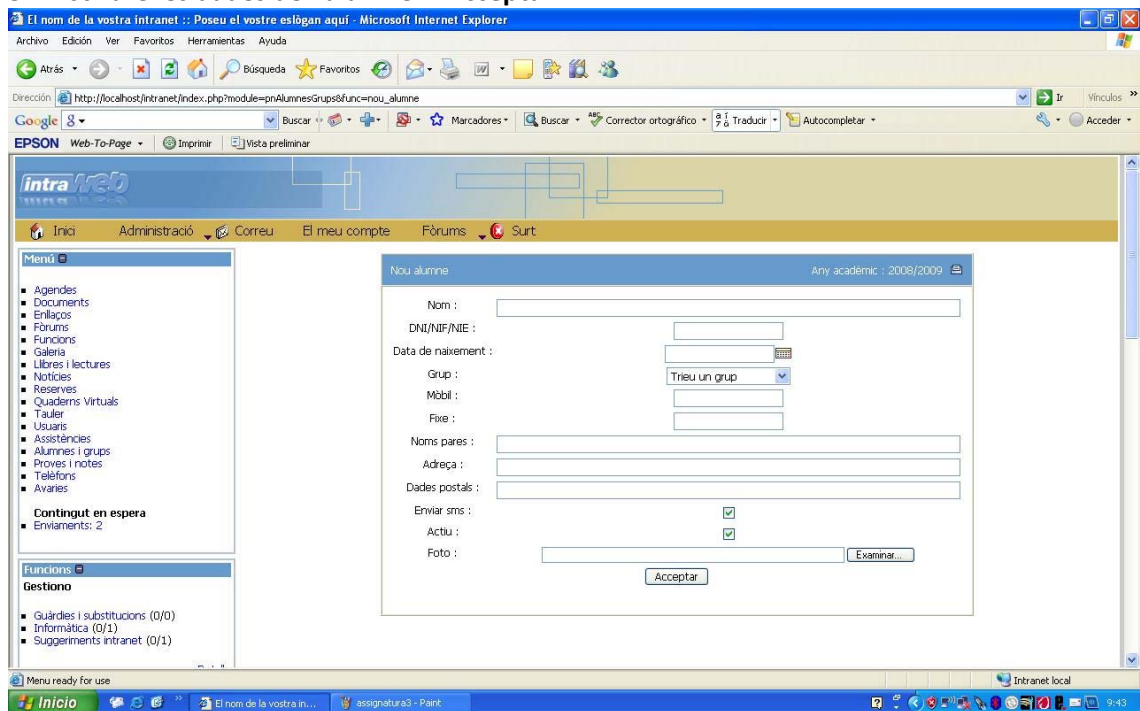 El nom de la vostra intranet :: Poseu el vostre eslògan aquí - Microsoft Internet Explorer
Archivo Edición Ver Favoritos Herramientas Ayuda
Atrás Búsqueda Favoritos
Dirección http://localhost/intranet/index.php?module=pnAlumnesGrups&func=nou_alumne Ir Vínculos »
Google Buscar Marcadores Buscar Corrector ortográfico Traducir Autocompletar Acceder
EPSON Web-To-Page Imprimir Vista preliminar
intraWeb
Inici Administració Correu El meu compte Fòrums Surt
Menú
Agendes
Documents
Enllaços
Fòrums
Funcions
Galeria
Llibres i lectures
Notícies
Reserves
Quaderns Virtuals
Tauler
Usuaris
Assistències
Alumnes i grups
Proves i notes
Telèfons
Avaries
Contingut en espera
Enviaments: 2
Funcions
Gestiono
Guàrdies i substitucions (0/0)
Informàtica (0/1)
Suggeriments intranet (0/1)
Nou alumne Any acadèmic : 2008/2009
Nom :
DNI/NIF/NIE :
Data de naixement :
Grup : Trieu un grup
Mòbil :
Fixe :
Noms pares :
Adreça :
Dades postals :
Enviar sms :
Actiu :
Foto : Examinar...
Acceptar
Menu ready for use Intranet local
Inicio El nom de la vostra in... assignatura3 - Paint 9:43